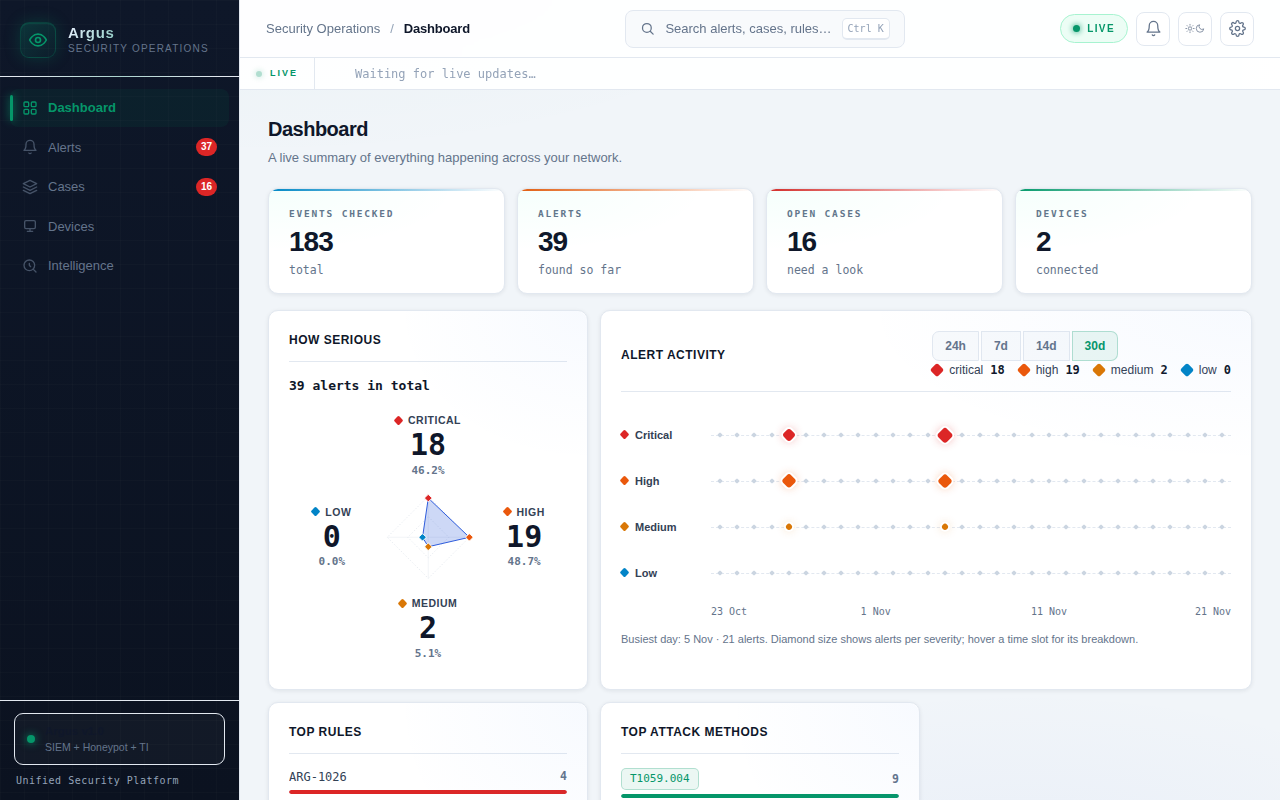 Argus
SECURITY OPERATIONS
Dashboard
Alerts 37
Cases 16
Devices
Intelligence
SIEM + Honeypot + TI
Unified Security Platform
Security Operations / Dashboard
Search alerts, cases, rules… Ctrl K
LIVE
LIVE Waiting for live updates…
Dashboard
A live summary of everything happening across your network.
EVENTS CHECKED
183
total
ALERTS
39
found so far
OPEN CASES
16
need a look
DEVICES
2
connected
HOW SERIOUS
39 alerts in total
CRITICAL
18
46.2%
LOW
0
0.0%
HIGH
19
48.7%
MEDIUM
2
5.1%
ALERT ACTIVITY
24h 7d 14d 30d
critical 18 high 19 medium 2 low 0
Critical
High
Medium
Low
23 Oct 1 Nov 11 Nov 21 Nov
Busiest day: 5 Nov · 21 alerts. Diamond size shows alerts per severity; hover a time slot for its breakdown.
TOP RULES
ARG-1026 4
TOP ATTACK METHODS
T1059.004 9